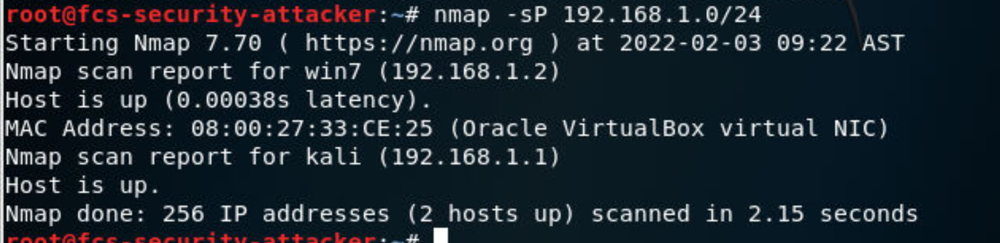 root@fcs-security-attacker:~# nmap -sP 192.168.1.0/24
Starting Nmap 7.70 ( https://nmap.org ) at 2022-02-03 09:22 AST
Nmap scan report for win7 (192.168.1.2)
Host is up (0.00038s latency).
MAC Address: 08:00:27:33:CE:25 (Oracle VirtualBox virtual NIC)
Nmap scan report for kali (192.168.1.1)
Host is up.
Nmap done: 256 IP addresses (2 hosts up) scanned in 2.15 seconds
root@fcs-security-attacker:~#